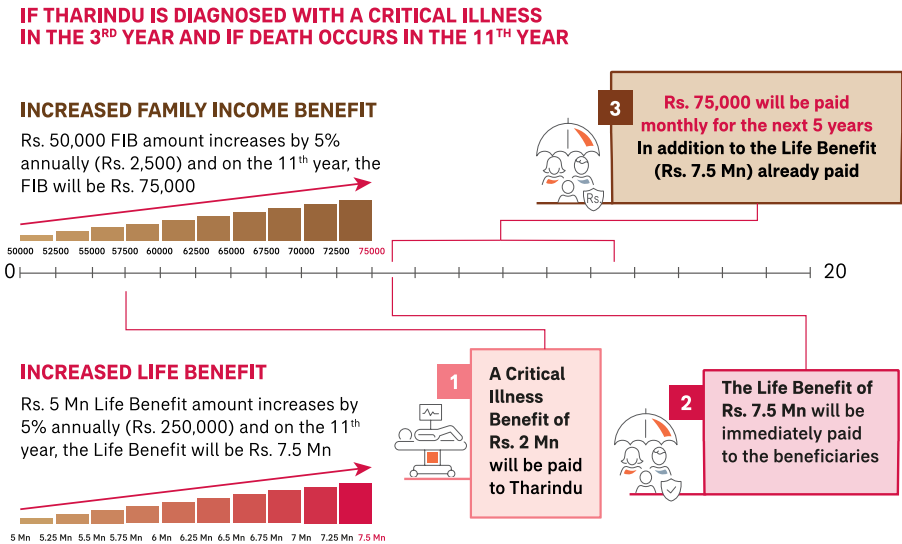 IF THARINDU IS DIAGNOSED WITH A CRITICAL ILLNESS
IN THE 3RD YEAR AND IF DEATH OCCURS IN THE 11TH YEAR
INCREASED FAMILY INCOME BENEFIT
Rs. 50,000 FIB amount increases by 5%
annually (Rs. 2,500) and on the 11th year, the
FIB will be Rs. 75,000
50000 52500 55000 57500 60000 62500 65000 67500 70000 72500 75000
3
Rs. 75,000 will be paid
monthly for the next 5 years
In addition to the Life Benefit
(Rs. 7.5 Mn) already paid
Rs.
0 20
INCREASED LIFE BENEFIT
Rs. 5 Mn Life Benefit amount increases by
5% annually (Rs. 250,000) and on the 11th
year, the Life Benefit will be Rs. 7.5 Mn
5 Mn 5.25 Mn 5.5 Mn 5.75 Mn 6 Mn 6.25 Mn 6.5 Mn 6.75 Mn 7 Mn 7.25 Mn 7.5 Mn
1
A Critical
Illness
Benefit of
Rs. 2 Mn
will be paid
to Tharindu
2
The Life Benefit of
Rs. 7.5 Mn will be
immediately paid
to the beneficiaries